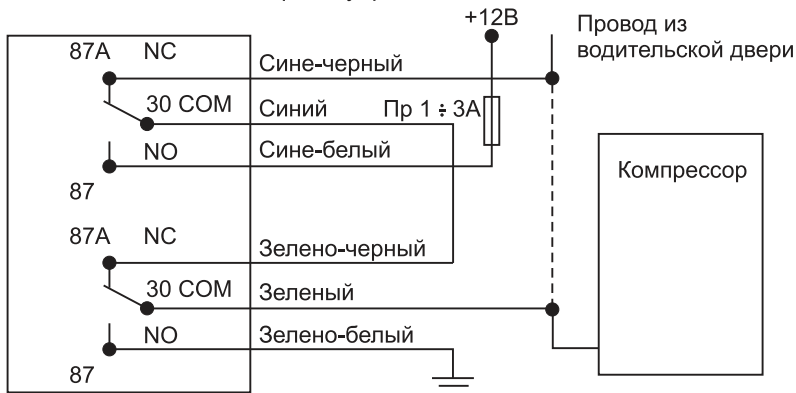 +12В
Провод из
водительской двери
87A NC
Сине-черный
30 COM
Синий
Пр 1 ÷ 3А
NO
Сине-белый
87
Компрессор
87A NC
Зелено-черный
30 COM
Зеленый
NO
Зелено-белый
87